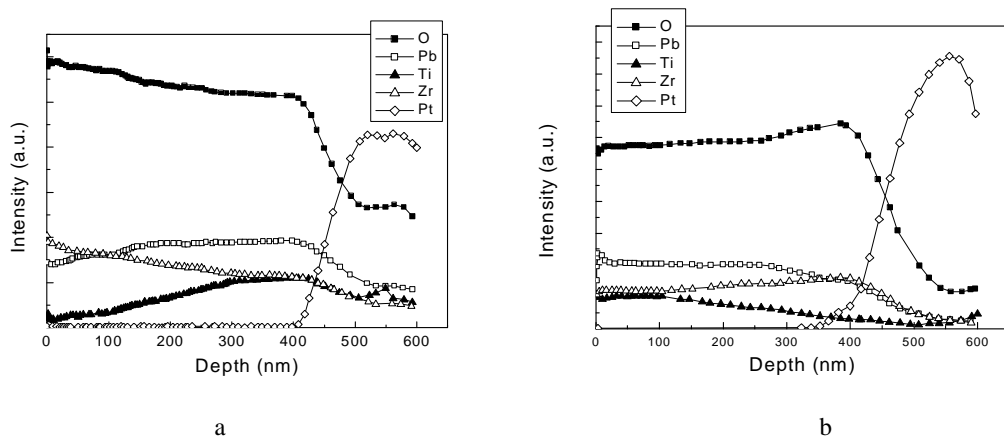 O
Pb
Ti
Zr
Pt
Intensity (a.u.)
0 100 200 300 400 500 600
Depth (nm)
a
O
Pb
Ti
Zr
Pt
Intensity (a.u.)
0 100 200 300 400 500 600
Depth (nm)
b